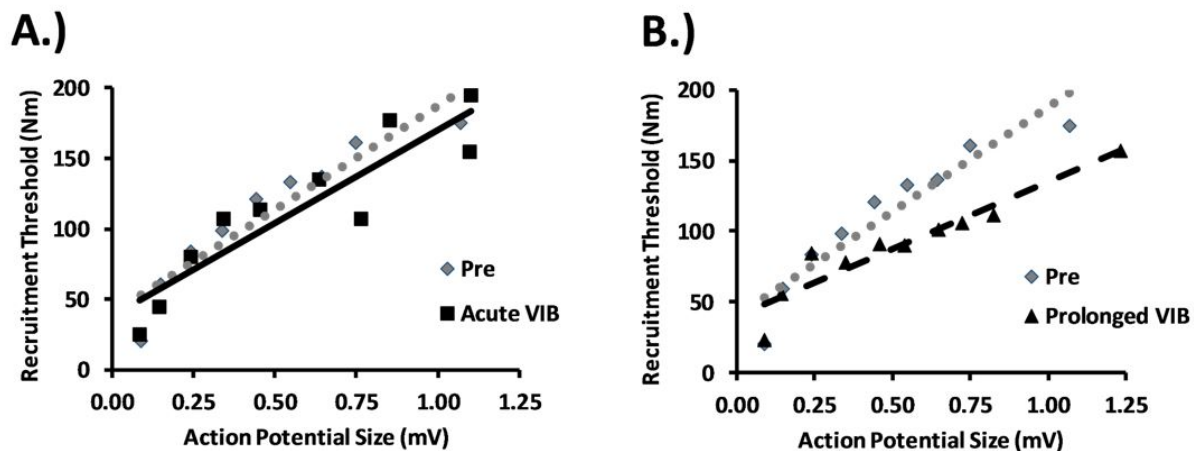 A.)
Recruitment Threshold (Nm)
200
150
100
50
0
0.00 0.25 0.50 0.75 1.00 1.25
Action Potential Size (mV)
Pre
Acute VIB
B.)
Recruitment Threshold (Nm)
200
150
100
50
0
0.00 0.25 0.50 0.75 1.00 1.25
Action Potential Size (mV)
Pre
Prolonged VIB